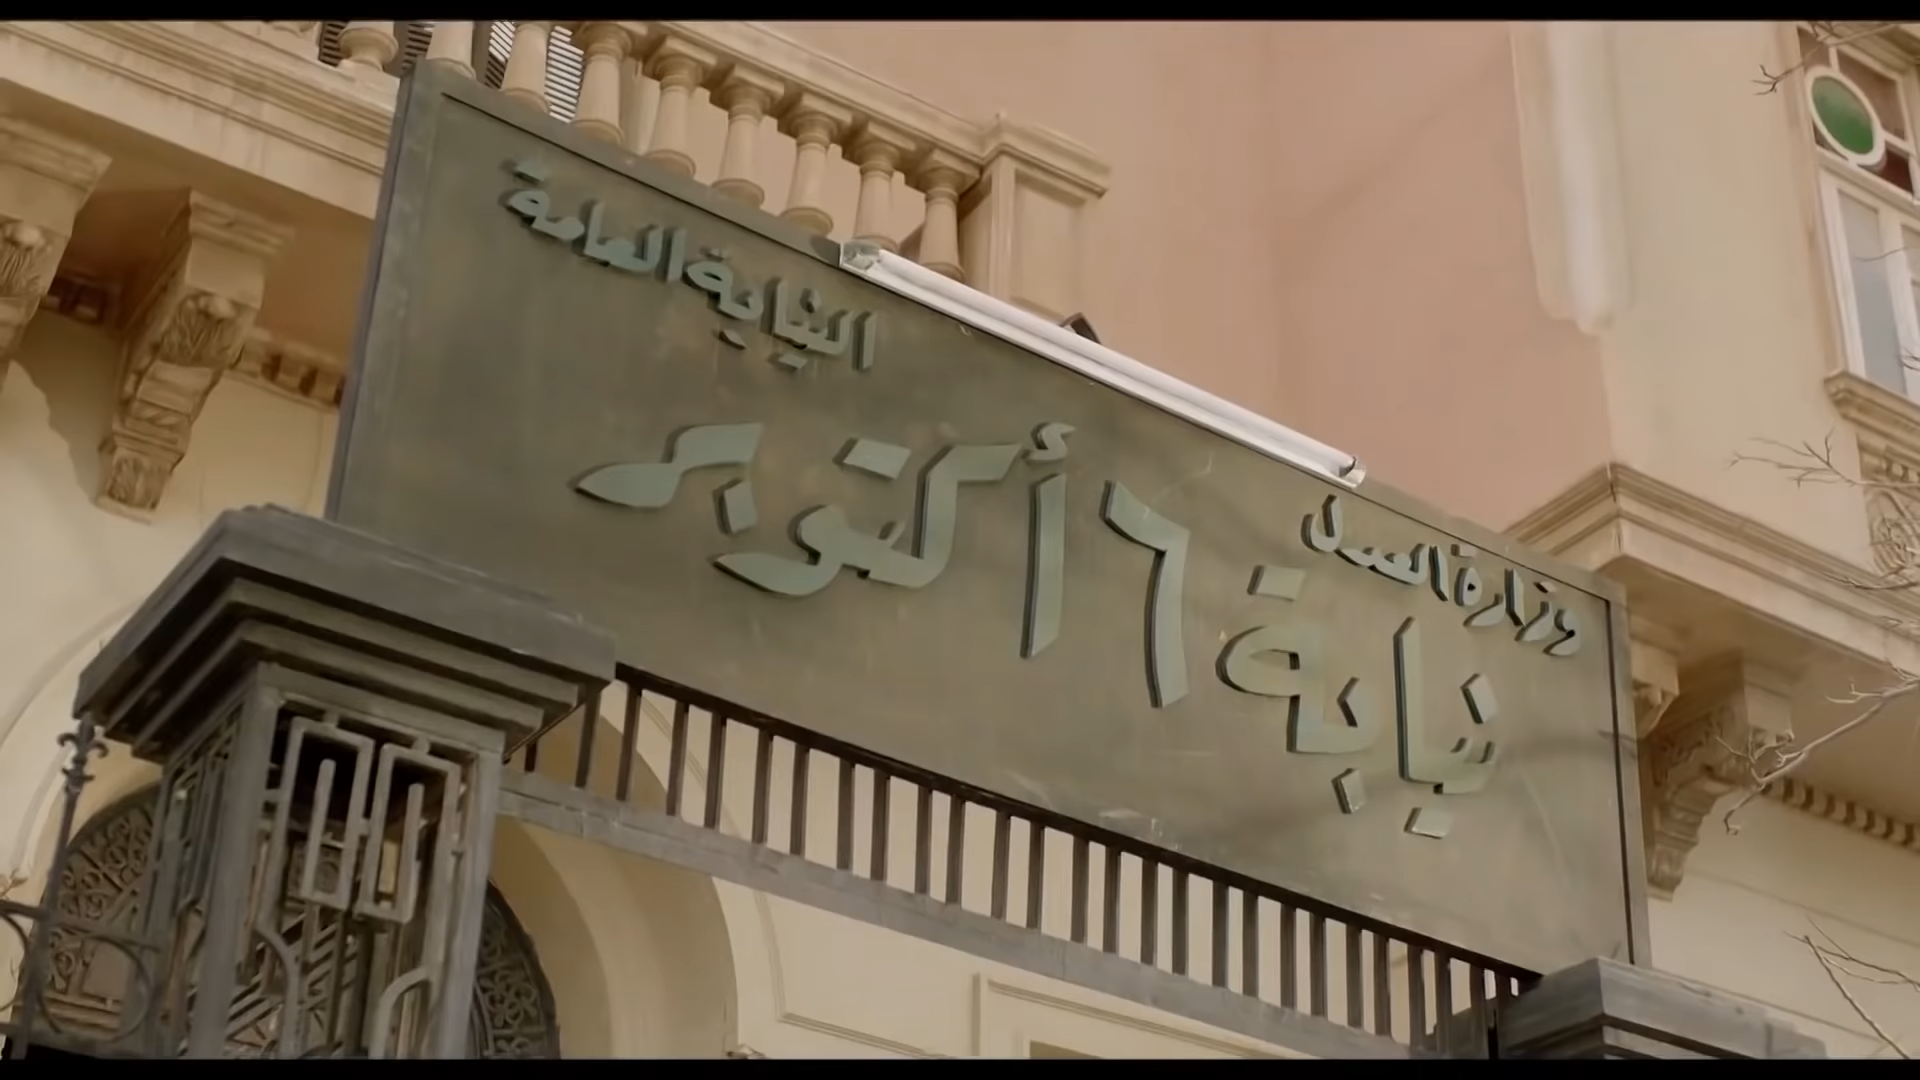 وزارة العدل
النيابة العامة
نيابة ٦ أكتوبر